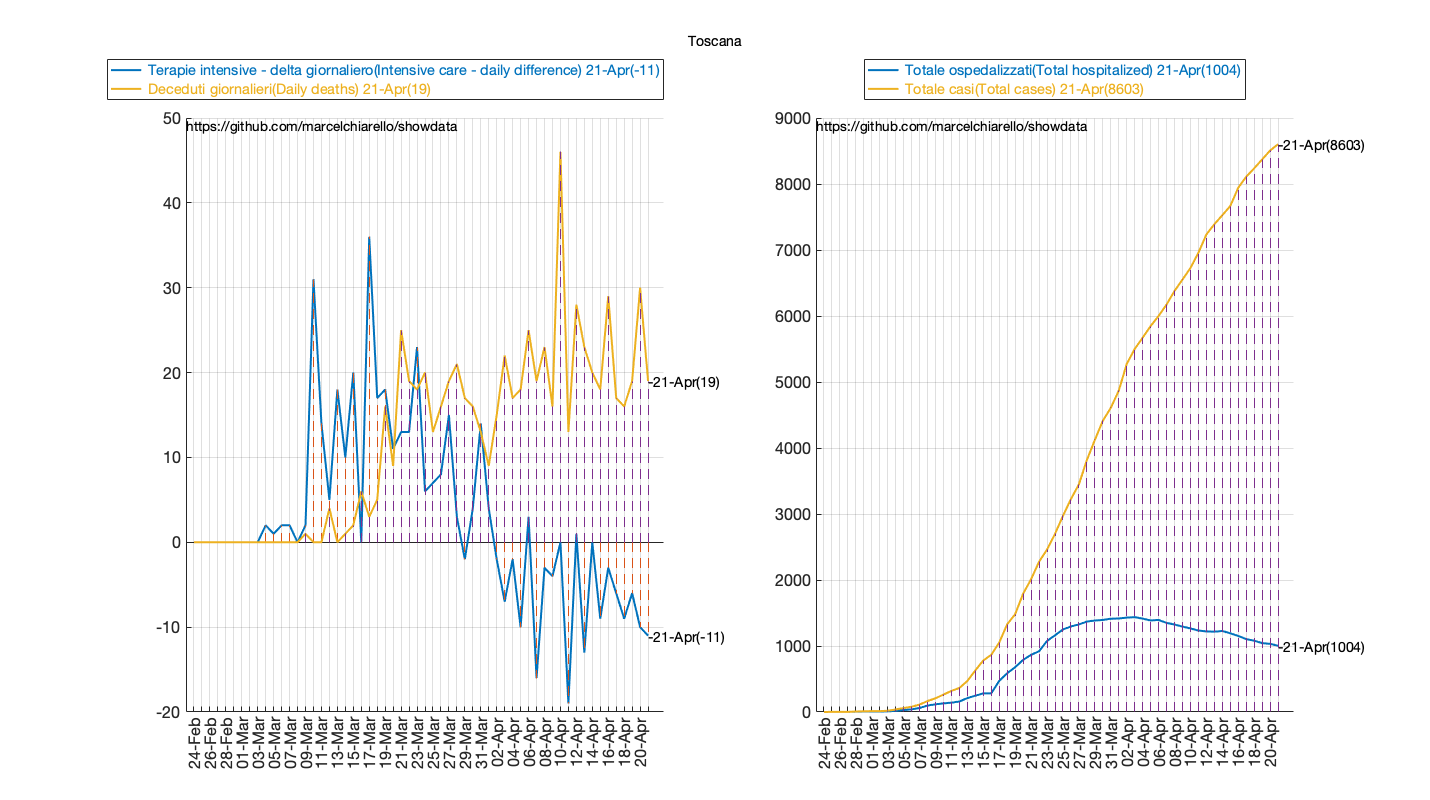 Toscana
Terapie intensive - delta giornaliero(Intensive care - daily difference) 21-Apr(-11)
Deceduti giornalieri(Daily deaths) 21-Apr(19)
50
https://github.com/marcelchiarello/showdata
40
30
20
10
0
-10
-20
-21-Apr(19)
-21-Apr(-11)
24-Feb
26-Feb
28-Feb
01-Mar
03-Mar
05-Mar
07-Mar
09-Mar
11-Mar
13-Mar
15-Mar
17-Mar
19-Mar
21-Mar
23-Mar
25-Mar
27-Mar
29-Mar
31-Mar
02-Apr
04-Apr
06-Apr
08-Apr
10-Apr
12-Apr
14-Apr
16-Apr
18-Apr
20-Apr
Totale ospedalizzati(Total hospitalized) 21-Apr(1004)
Totale casi(Total cases) 21-Apr(8603)
9000
https://github.com/marcelchiarello/showdata
8000
7000
6000
5000
4000
3000
2000
1000
0
-21-Apr(8603)
-21-Apr(1004)
24-Feb
26-Feb
28-Feb
01-Mar
03-Mar
05-Mar
07-Mar
09-Mar
11-Mar
13-Mar
15-Mar
17-Mar
19-Mar
21-Mar
23-Mar
25-Mar
27-Mar
29-Mar
31-Mar
02-Apr
04-Apr
06-Apr
08-Apr
10-Apr
12-Apr
14-Apr
16-Apr
18-Apr
20-Apr